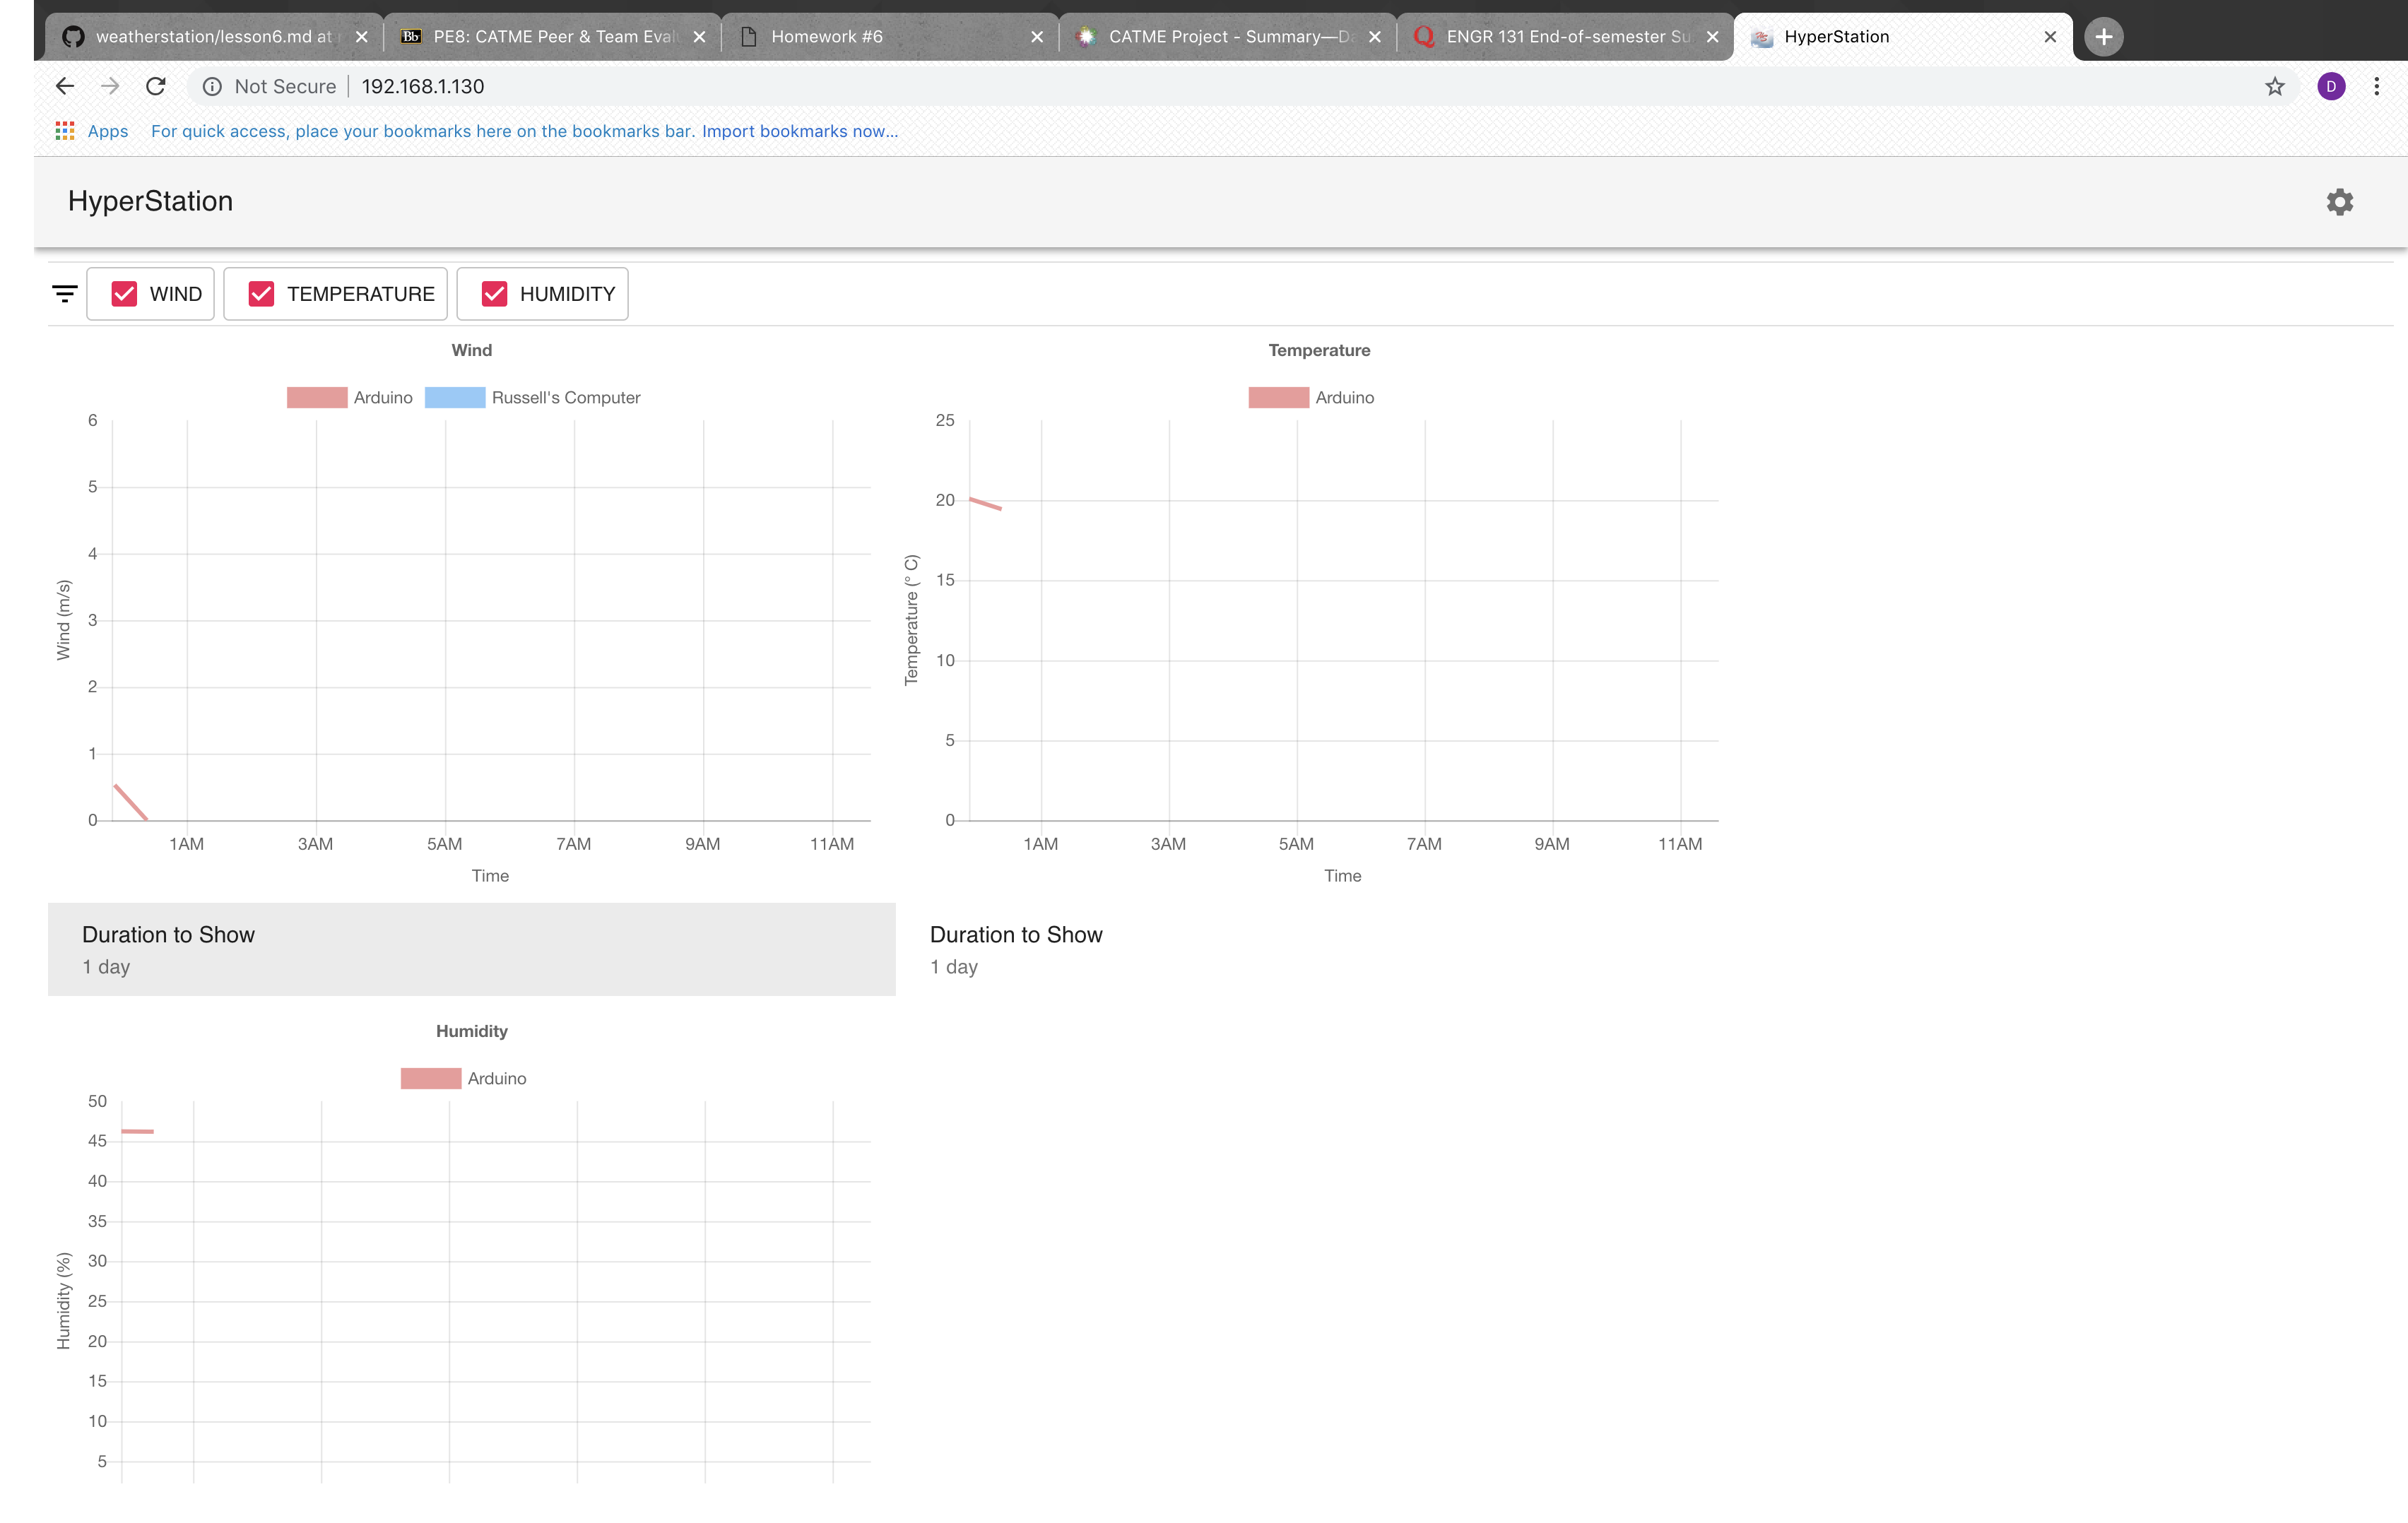 weatherstation/lesson6.md at
PE8: CATME Peer & Team Eval
Homework #6
CATME Project - Summary—Da
ENGR 131 End-of-semester Su
HyperStation
Not Secure
192.168.1.130
D
Apps
For quick access, place your bookmarks here on the bookmarks bar. Import bookmarks now...
HyperStation
WIND
TEMPERATURE
HUMIDITY
Wind
Arduino
Russell's Computer
6
5
4
3
2
1
0
Wind (m/s)
1AM 3AM 5AM 7AM 9AM 11AM
Time
Temperature
Arduino
25
20
15
10
5
0
Temperature (° C)
1AM 3AM 5AM 7AM 9AM 11AM
Time
Duration to Show
1 day
Duration to Show
1 day
Humidity
Arduino
50
45
40
35
30
25
20
15
10
5
Humidity (%)